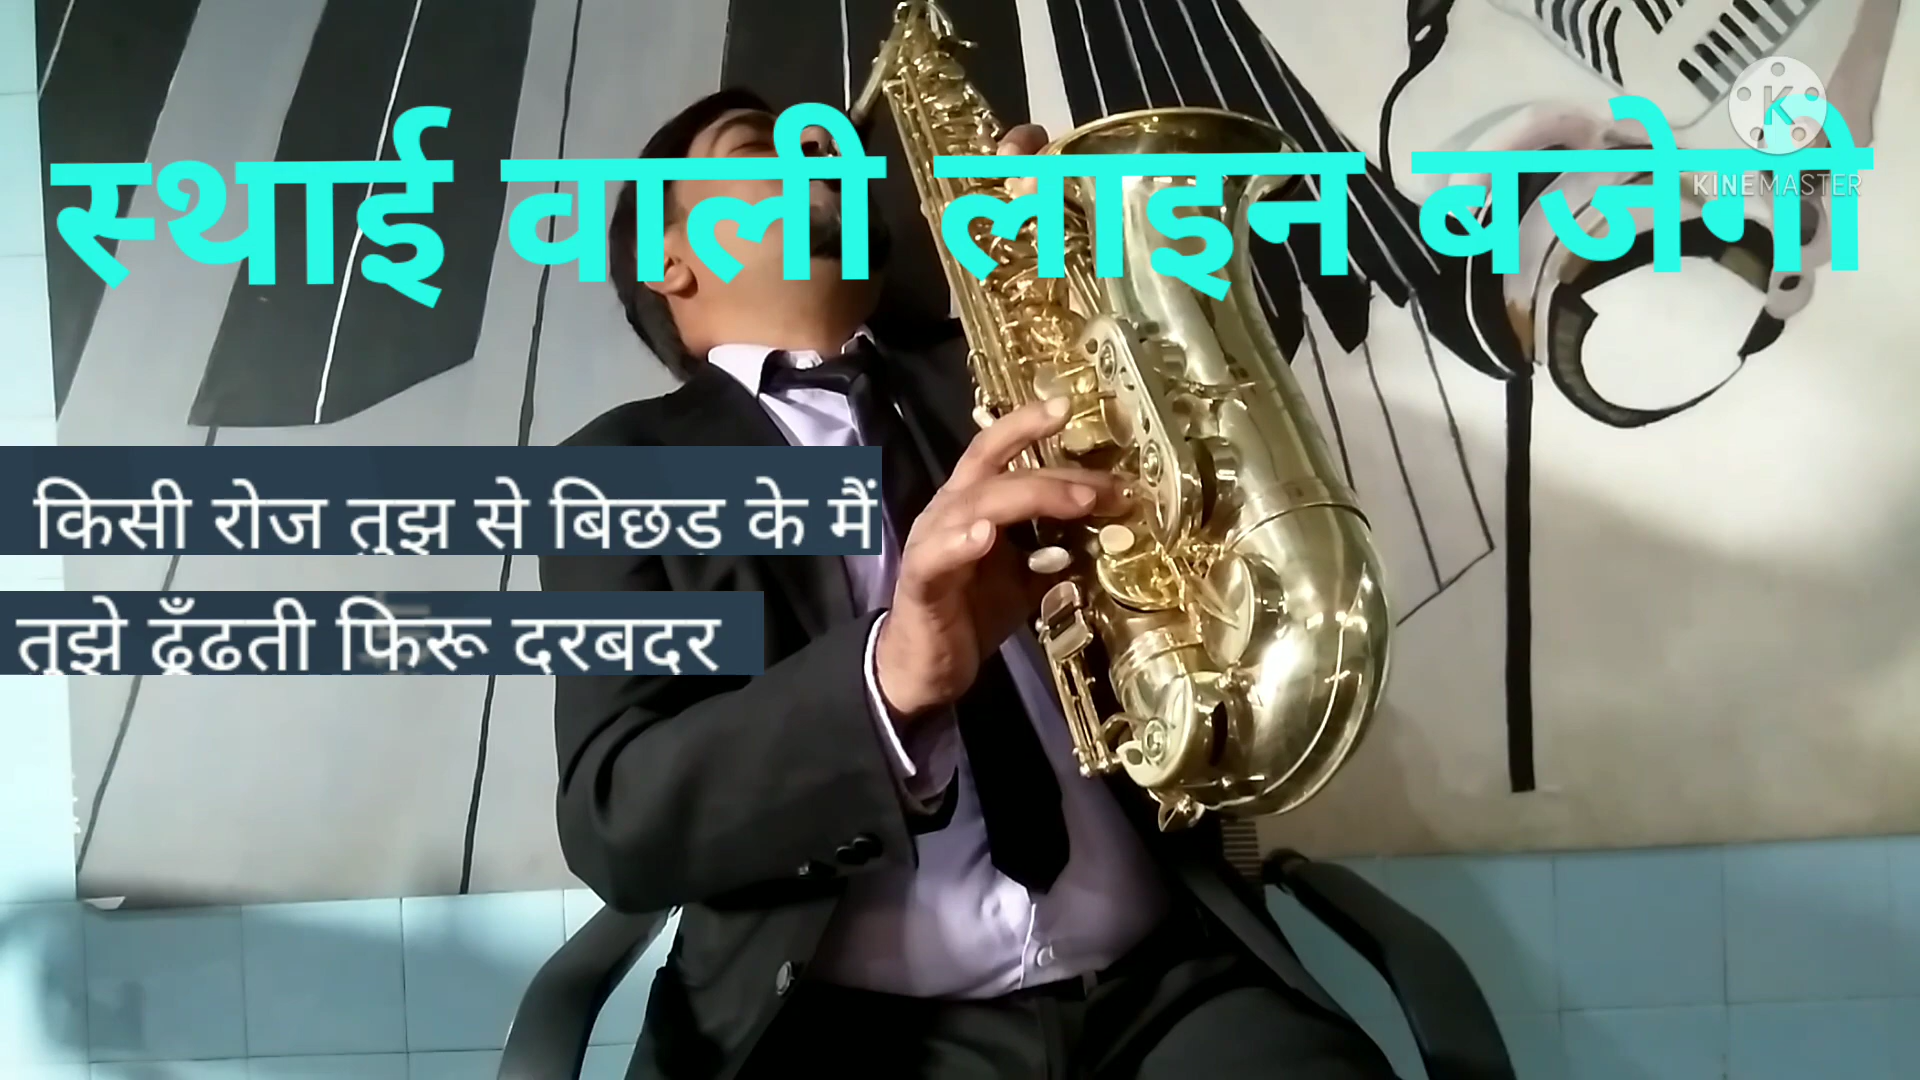 स्थाई वाली लाइन बजेगी
KINEMASTER
किसी रोज तुझ से बिछड के मैं
तुझे ढूँढती फिरू दरबदर